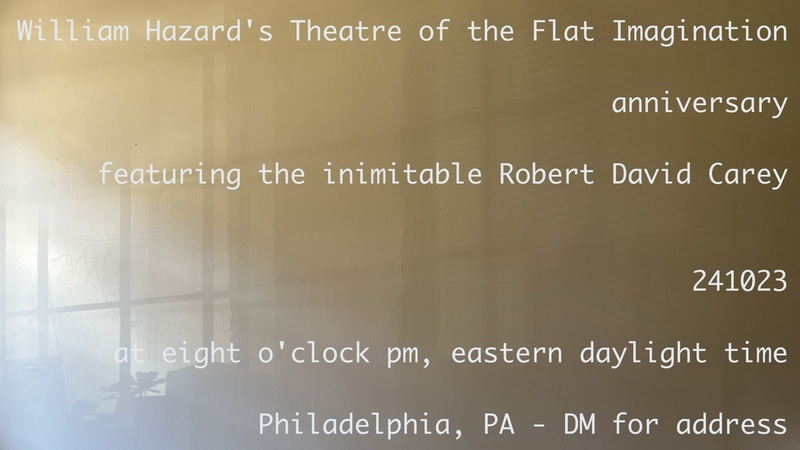 William Hazard's Theatre of the Flat Imagination
anniversary
featuring the inimitable Robert David Carey
241023
at eight o'clock pm, eastern daylight time
Philadelphia, PA - DM for address